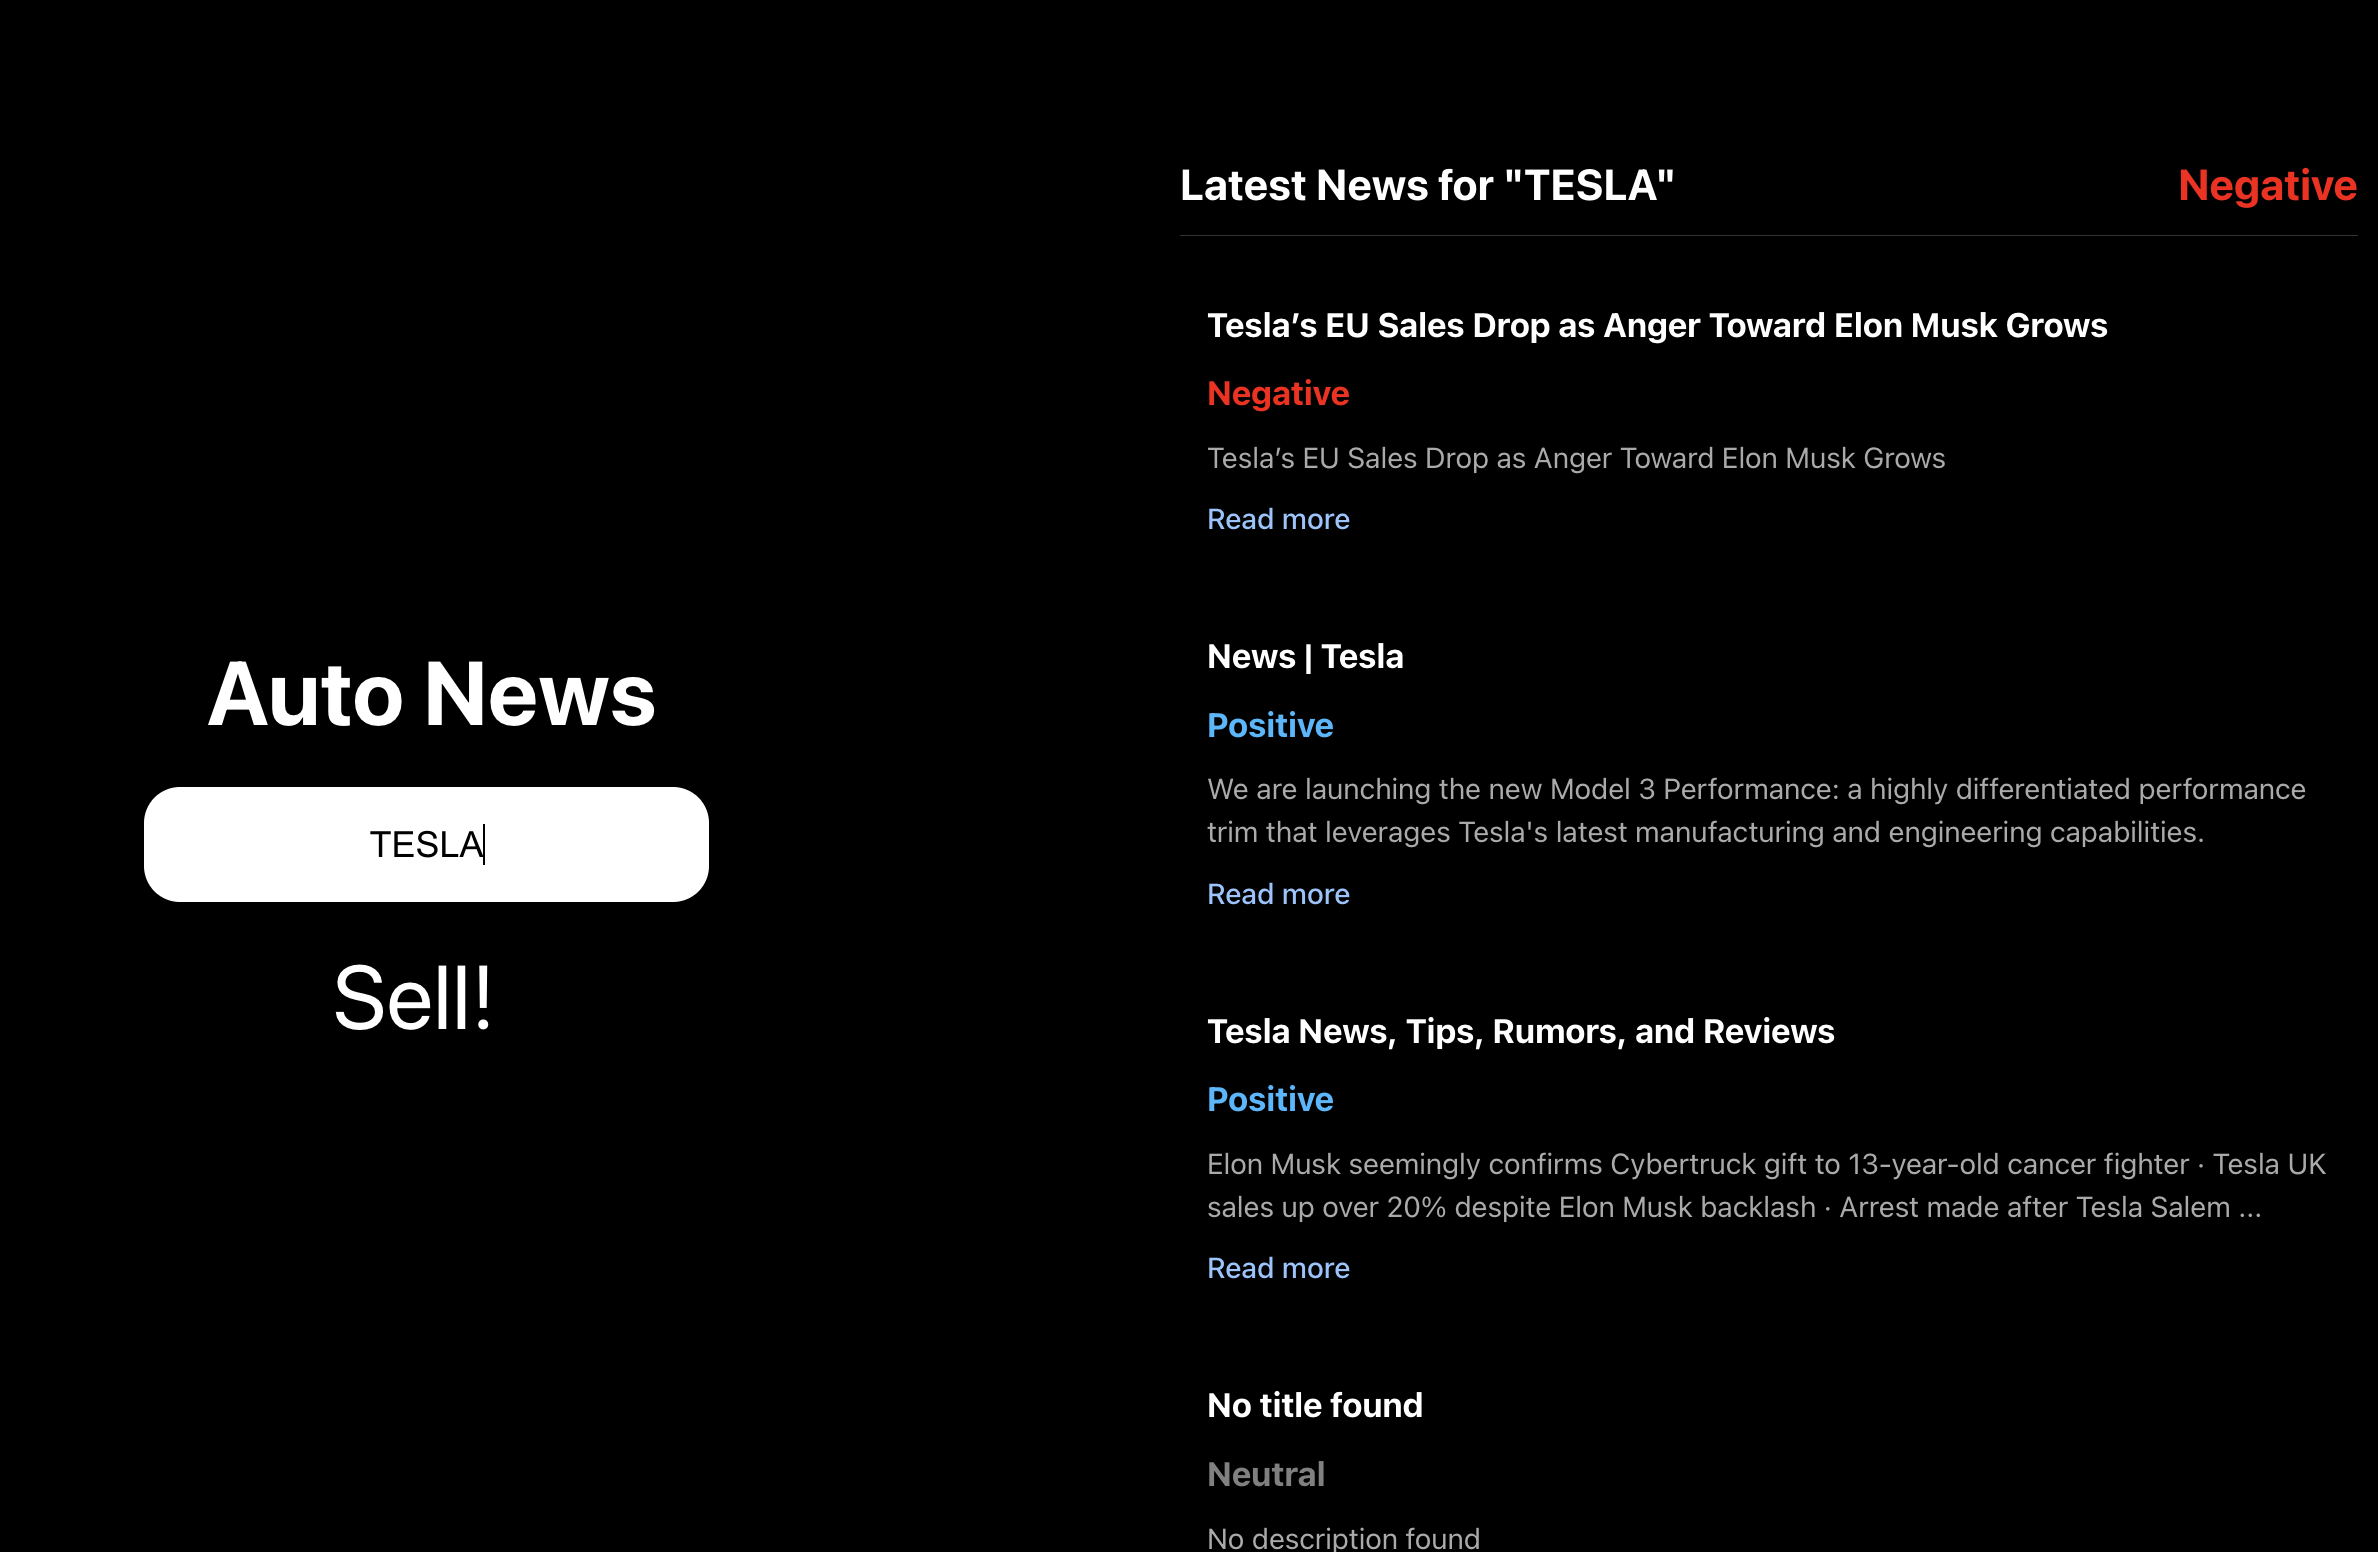 Auto News
TESLA
Sell!
Latest News for "TESLA"
Negative
Tesla’s EU Sales Drop as Anger Toward Elon Musk Grows
Negative
Tesla’s EU Sales Drop as Anger Toward Elon Musk Grows
Read more
News | Tesla
Positive
We are launching the new Model 3 Performance: a highly differentiated performance
trim that leverages Tesla's latest manufacturing and engineering capabilities.
Read more
Tesla News, Tips, Rumors, and Reviews
Positive
Elon Musk seemingly confirms Cybertruck gift to 13-year-old cancer fighter · Tesla UK
sales up over 20% despite Elon Musk backlash · Arrest made after Tesla Salem ...
Read more
No title found
Neutral
No description found